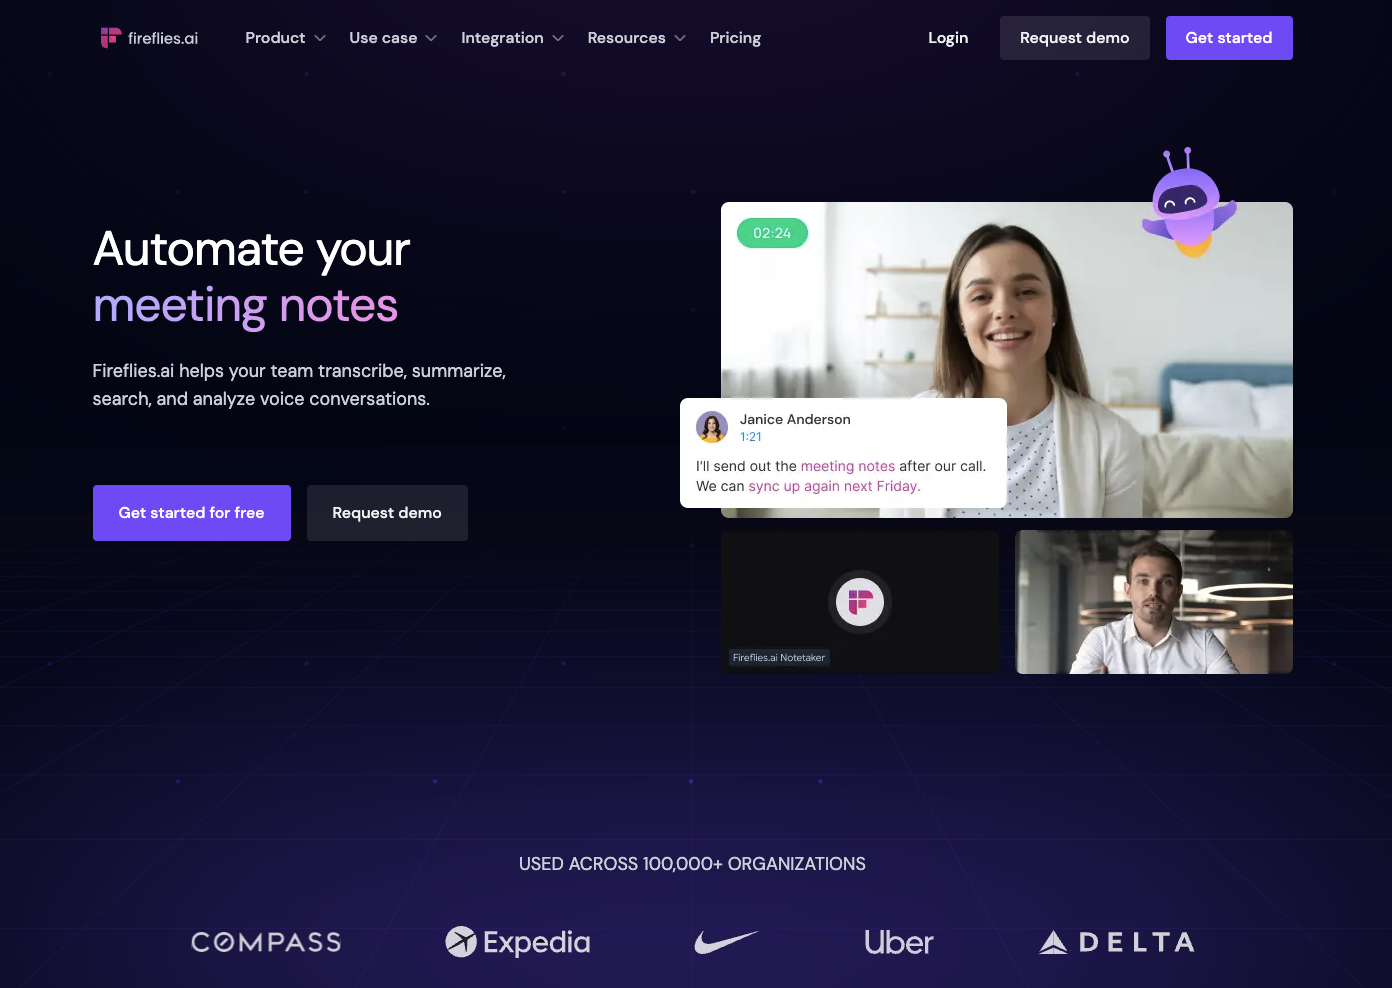 fireflies.ai
Product
Use case
Integration
Resources
Pricing
Login
Request demo
Get started
Automate your
meeting notes
Fireflies.ai helps your team transcribe, summarize,
search, and analyze voice conversations.
Get started for free
Request demo
02:24
Janice Anderson
1:21
I'll send out the meeting notes after our call.
We can sync up again next Friday.
Fireflies.ai Notetaker
USED ACROSS 100,000+ ORGANIZATIONS
COMPASS
Expedia
Uber
DELTA